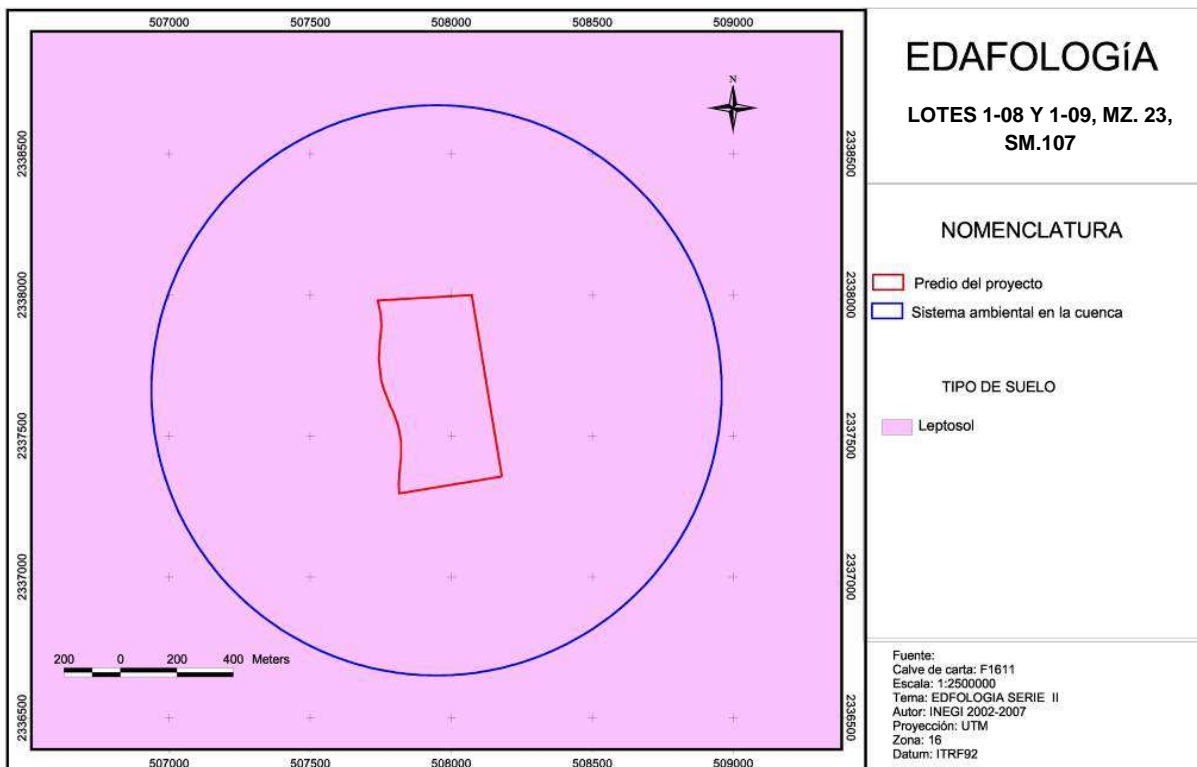 507000 507500 508000 508500 509000
EDAFOLOGíA
LOTES 1-08 Y 1-09, MZ. 23,
SM.107
N
2338500 2338500
NOMENCLATURA
2338000 2338000
Predio del proyecto
Sistema ambiental en la cuenca
TIPO DE SUELO
2337500 2337500
Leptosol
2337000 2337000
200 0 200 400 Meters
2336500 2336500
507000 507500 508000 508500 509000
Fuente:
Calve de carta: F1611
Escala: 1:2500000
Tema: EDFOLOGIA SERIE II
Autor: INEGI 2002-2007
Proyección: UTM
Zona: 16
Datum: ITRF92